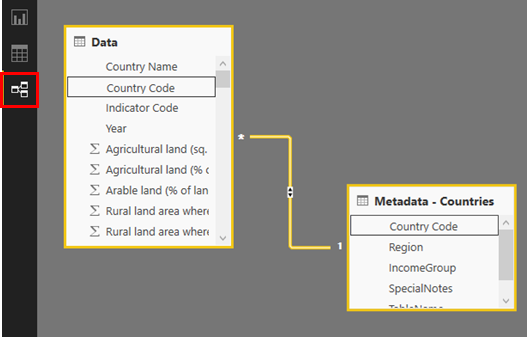 Data
Country Name
Country Code
Indicator Code
Year
Agricultural land (sq.
Agricultural land (% o
Arable land (% of lan
Rural land area where
Rural land area where
*
1
Metadata - Countries
Country Code
Region
IncomeGroup
SpecialNotes
TableName